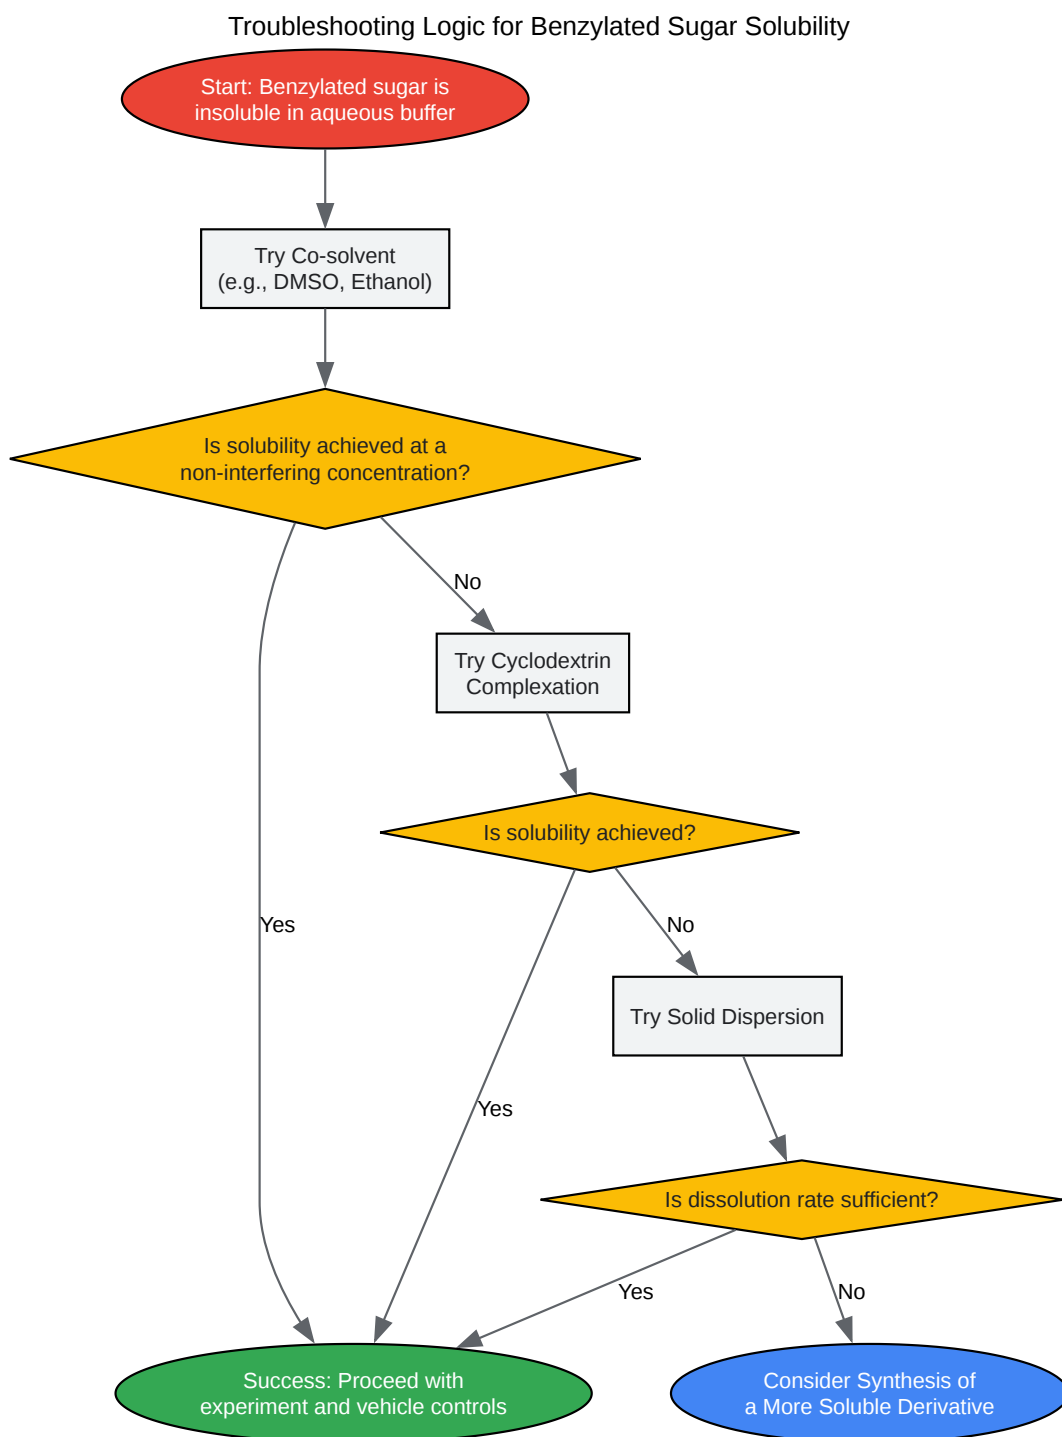 Troubleshooting Logic for Benzylated Sugar Solubility
Start: Benzylated sugar is
insoluble in aqueous buffer
Try Co-solvent
(e.g., DMSO, Ethanol)
Is solubility achieved at a
non-interfering concentration?
No
Try Cyclodextrin
Complexation
Is solubility achieved?
Yes
No
Try Solid Dispersion
Yes
Is dissolution rate sufficient?
Yes
No
Success: Proceed with
experiment and vehicle controls
Consider Synthesis of
a More Soluble Derivative